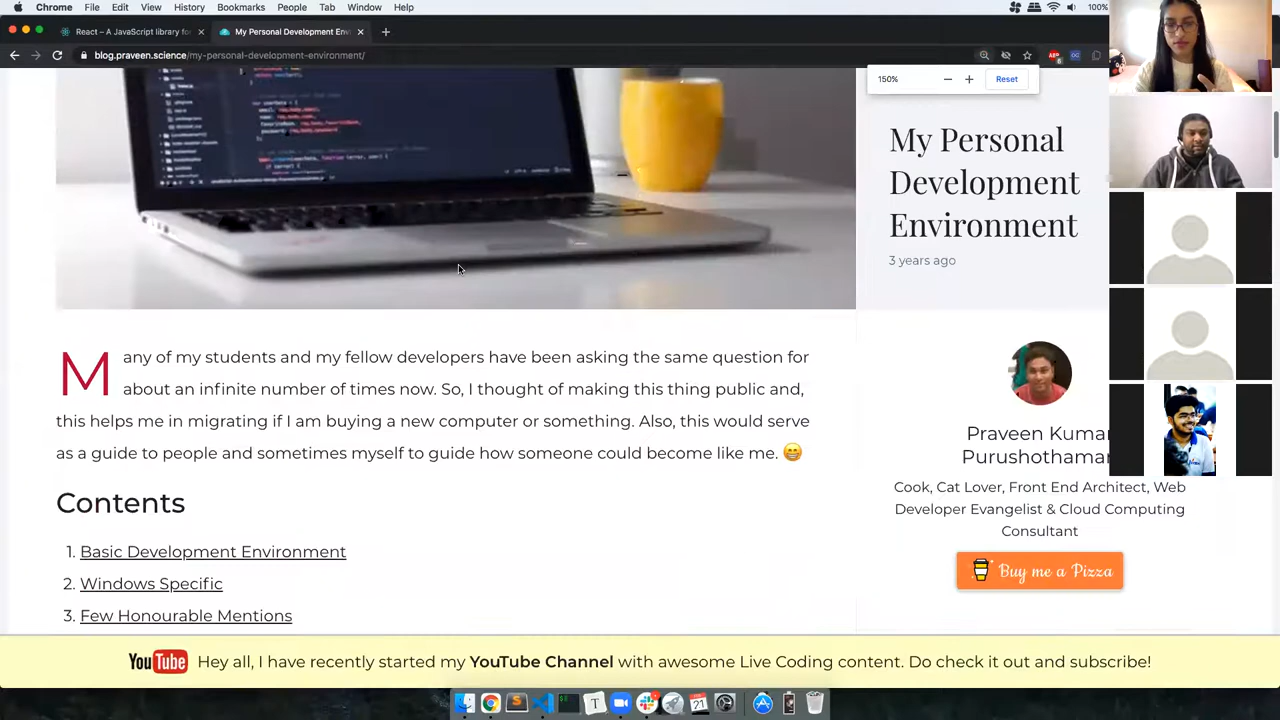 Chrome File Edit View History Bookmarks People Tab Window Help 100%
React – A JavaScript library for
My Personal Development Env
blog.praveen.science/my-personal-development-environment/
150% Reset
My Personal
Development
Environment
3 years ago
Many of my students and my fellow developers have been asking the same question for
about an infinite number of times now. So, I thought of making this thing public and,
this helps me in migrating if I am buying a new computer or something. Also, this would serve
as a guide to people and sometimes myself to guide how someone could become like me. 😁
Contents
1. Basic Development Environment
2. Windows Specific
3. Few Honourable Mentions
Praveen Kumar
Purushothaman
Cook, Cat Lover, Front End Architect, Web
Developer Evangelist & Cloud Computing
Consultant
Buy me a Pizza
YouTube Hey all, I have recently started my YouTube Channel with awesome Live Coding content. Do check it out and subscribe!
21